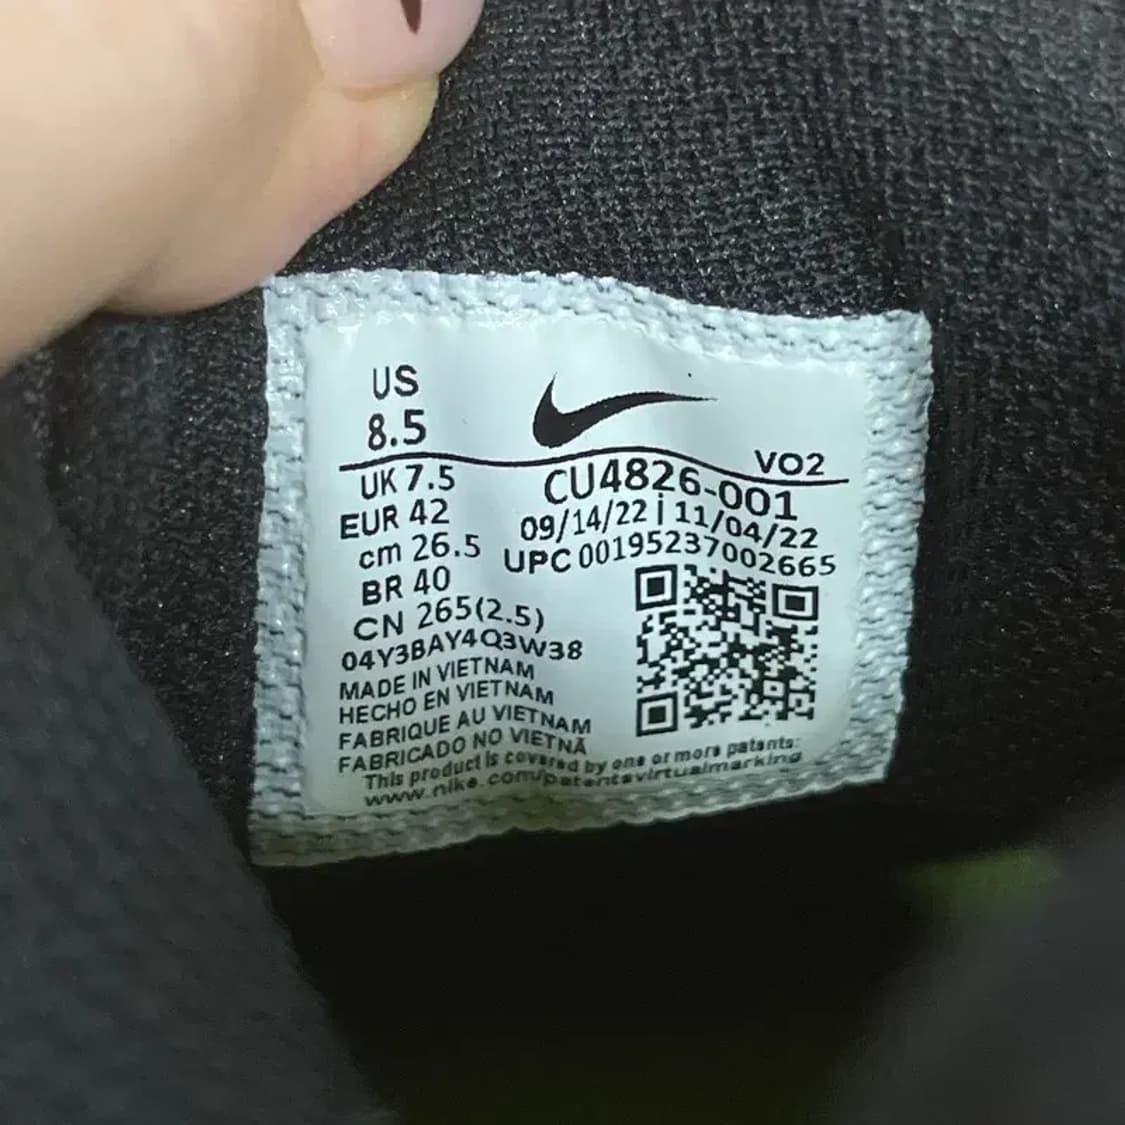 US
8.5
UK 7.5
EUR 42
cm 26.5
BR 40
CN 265(2.5)
04Y3BAY4Q3W38
MADE IN VIETNAM
HECHO EN VIETNAM
FABRIQUE AU VIETNAM
FABRICADO NO VIETNÃ
VO2
CU4826-001
09/14/22 | 11/04/22
UPC 00195237002665
This product is covered by one or more patents:
www.nike.com/patentsvirtualmarking